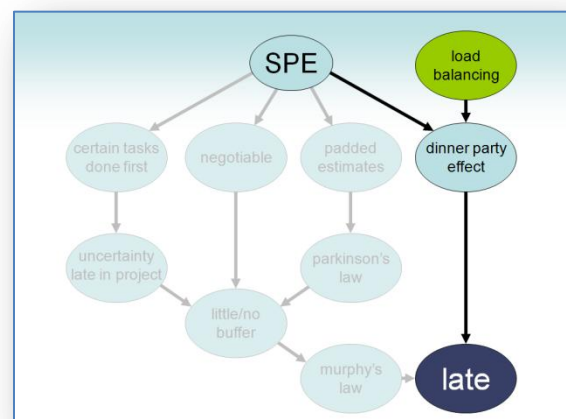 SPE
load
balancing
certain tasks
done first
negotiable
padded
estimates
dinner party
effect
uncertainty
late in project
parkinson's
law
little/no
buffer
murphy's
law
late